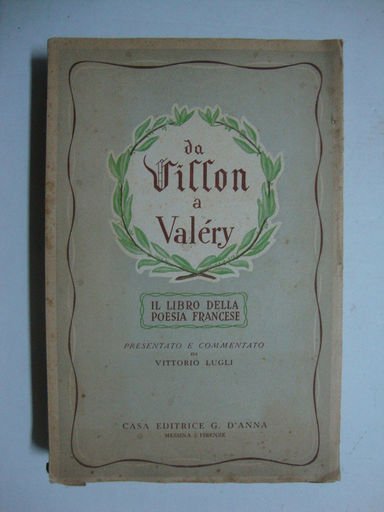 da
Villon
a
Valéry
IL LIBRO DELLA
POESIA FRANCESE
PRESENTATO E COMMENTATO
DA
VITTORIO LUGLI
CASA EDITRICE G. D'ANNA
MESSINA - FIRENZE